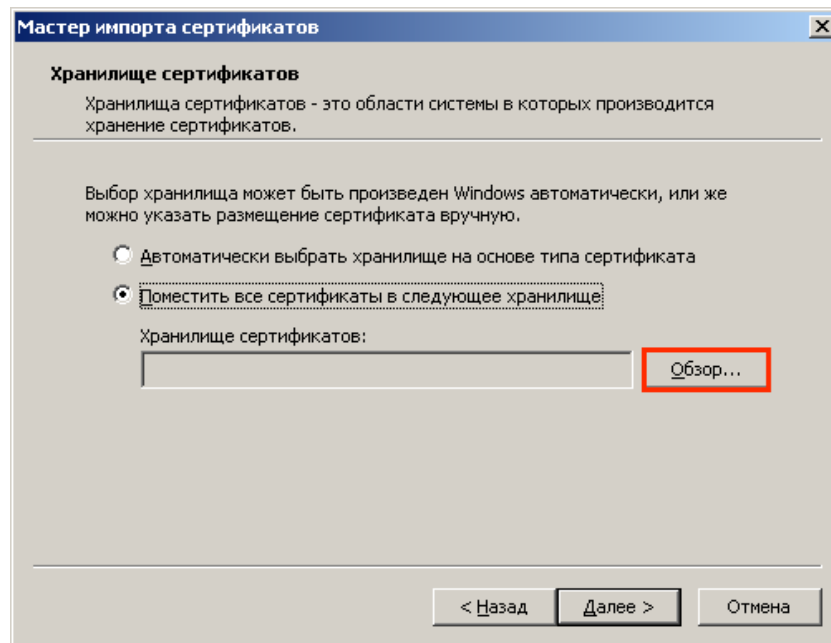 Мастер импорта сертификатов
Хранилище сертификатов
Хранилища сертификатов - это области системы в которых производится
хранение сертификатов.
Выбор хранилища может быть произведен Windows автоматически, или же
можно указать размещение сертификата вручную.
Автоматически выбрать хранилище на основе типа сертификата
Поместить все сертификаты в следующее хранилище
Хранилище сертификатов:
Обзор...
< Назад Далее > Отмена